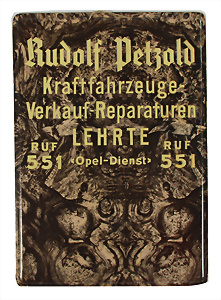 Rudolf Petzold
Kraftfahrzeuge-
Verkauf-Reparaturen
LEHRTE
RUF 551 ‹Opel-Dienst› RUF 551